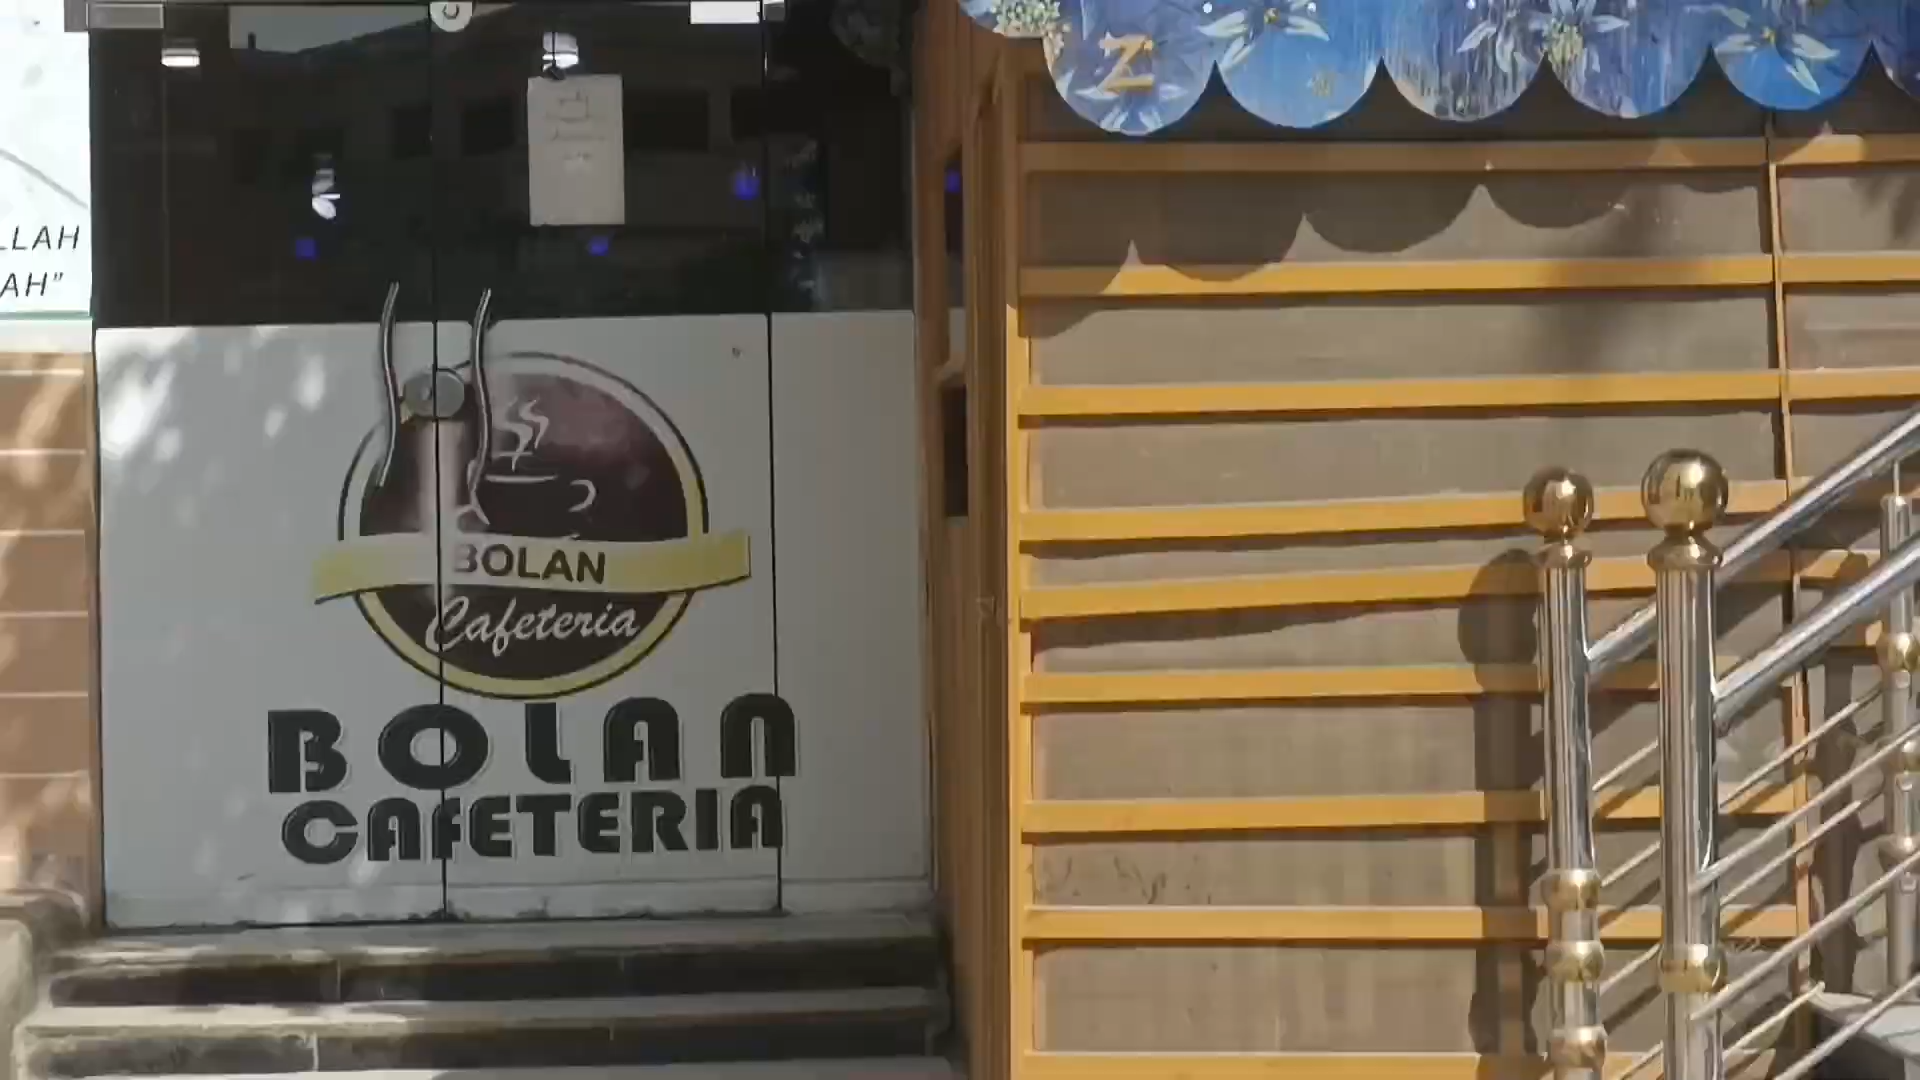 LLAH
AH"
Z
BOLAN
Cafeteria
BOLAN
CAFETERIA